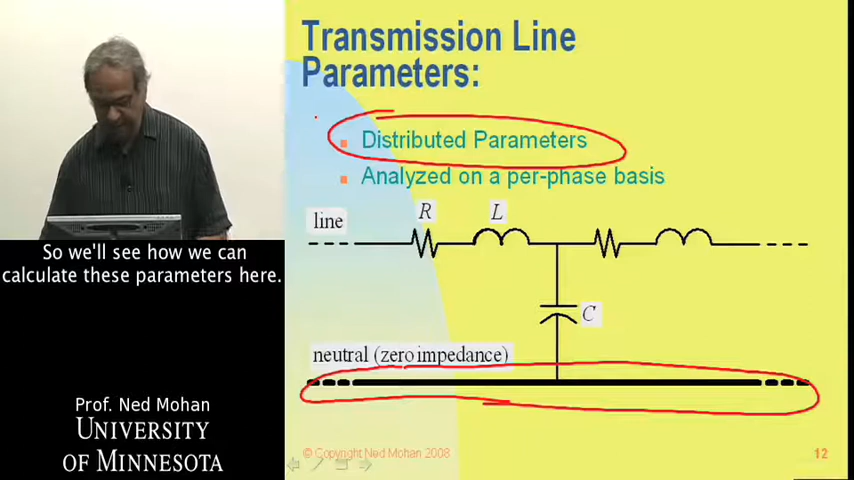 Transmission Line
Parameters:
Distributed Parameters
Analyzed on a per-phase basis
line
R
L
C
neutral (zero impedance)
© Copyright Ned Mohan 2008
12
So we'll see how we can
calculate these parameters here.
Prof. Ned Mohan
UNIVERSITY
OF MINNESOTA